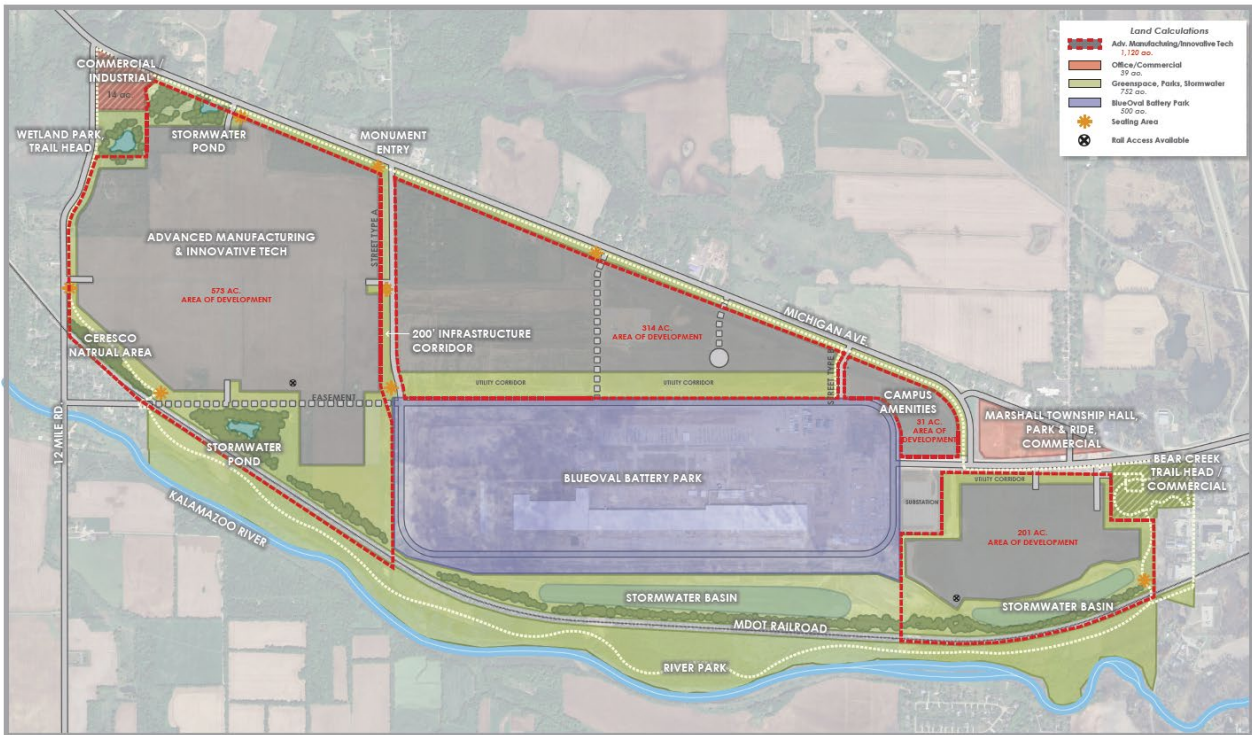 Land Calculations
Adv. Manufacturing/Innovative Tech
1,120 ac.
Office/Commercial
39 ac.
Greenspace, Parks, Stormwater
752 ac.
BlueOval Battery Park
500 ac.
Seating Area
Rail Access Available
COMMERCIAL /
INDUSTRIAL
14 ac.
WETLAND PARK,
TRAIL HEAD
STORMWATER
POND
MONUMENT
ENTRY
STREET TYPE A
ADVANCED MANUFACTURING
& INNOVATIVE TECH
573 AC.
AREA OF DEVELOPMENT
200' INFRASTRUCTURE
CORRIDOR
314 AC.
AREA OF DEVELOPMENT
MICHIGAN AVE.
CERESCO
NATRUAL AREA
UTILITY CORRIDOR
UTILITY CORRIDOR
STREET TYPE B
EASEMENT
CAMPUS
AMENITIES
31 AC.
AREA OF
DEVELOPMENT
MARSHALL TOWNSHIP HALL,
PARK & RIDE,
COMMERCIAL
12 MILE RD.
STORMWATER
POND
BLUEOVAL BATTERY PARK
BEAR CREEK
TRAIL HEAD /
COMMERCIAL
UTILITY CORRIDOR
SUBSTATION
KALAMAZOO RIVER
201 AC.
AREA OF DEVELOPMENT
STORMWATER BASIN
STORMWATER BASIN
MDOT RAILROAD
RIVER PARK